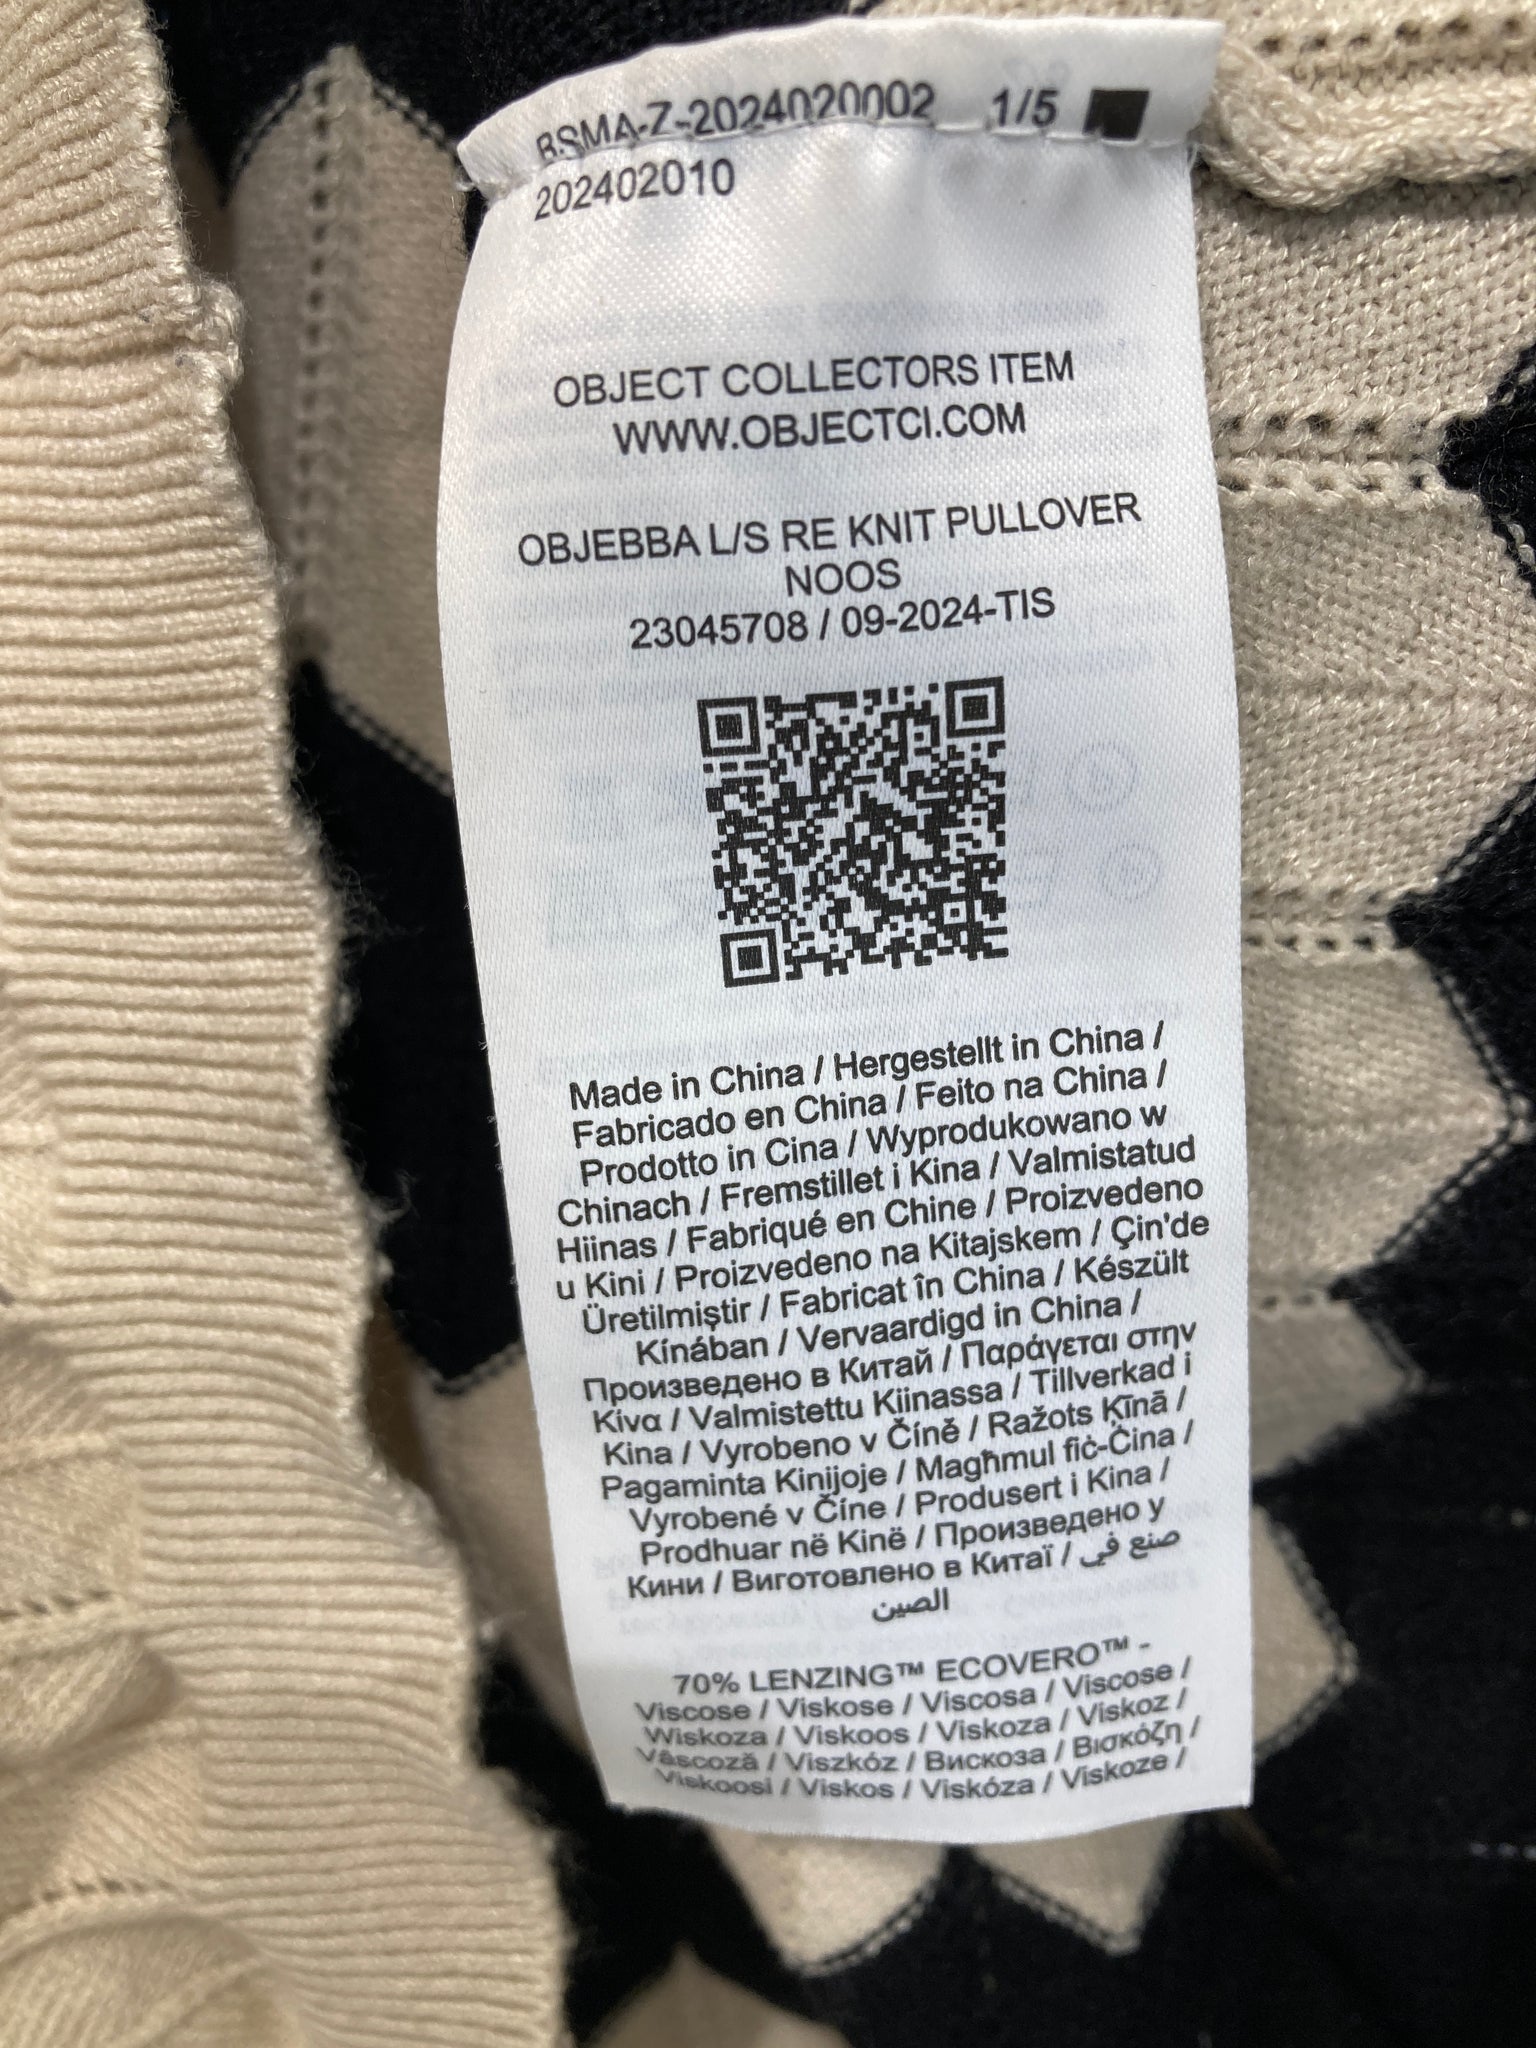 BSMA-Z-2024020002 1/5
202402010
OBJECT COLLECTORS ITEM
WWW.OBJECTCI.COM
OBJEBBA L/S RE KNIT PULLOVER
NOOS
23045708 / 09-2024-TIS
Made in China / Hergestellt in China /
Fabricado en China / Feito na China /
Prodotto in Cina / Wyprodukowano w
Chinach / Fremstillet i Kina / Valmistatud
Hiinas / Fabriqué en Chine / Proizvedeno
u Kini / Proizvedeno na Kitajskem / Çin'de
Üretilmiştir / Fabricat în China / Készült
Kínában / Vervaardigd in China /
Произведено в Китай / Παράγεται στην
Κίνα / Valmistettu Kiinassa / Tillverkad i
Kina / Vyrobeno v Číně / Ražots Ķīnā /
Pagaminta Kinijoje / Magħmul fiċ-Ċina /
Vyrobené v Číne / Produsert i Kina /
Prodhuar në Kinë / Произведено у
Кини / Виготовлено в Китаї / صنع في
الصين
70% LENZING™ ECOVERO™ -
Viscose / Viskose / Viscosa / Viscose /
Wiskoza / Viskoos / Viskoza / Viskoz /
Vâscoză / Viszkóz / Вискоза / Βισκόζη /
Viskoosi / Viskos / Viskóza / Viskoze /